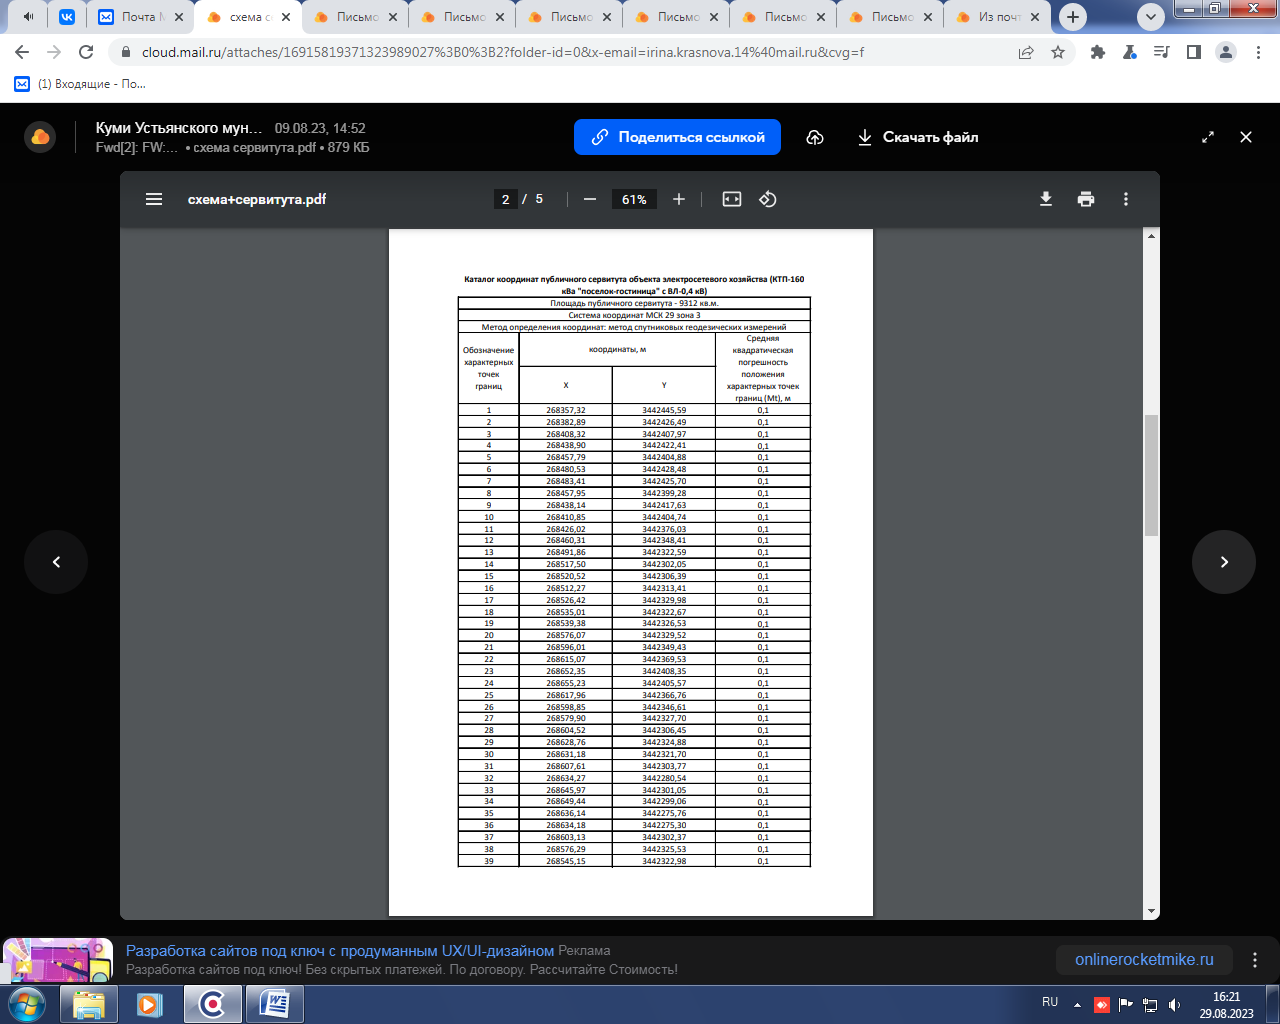 Почта М
схема с
Письмо
Письмо
Письмо
Письмо
Письмо
Письмо
Из почт
cloud.mail.ru/attaches/16915819371323989027%3B0%3B2?folder-id=0&x-email=irina.krasnova.14%40mail.ru&cvg=f
(1) Входящие - По...
Куми Устьянского мун... 09.08.23, 14:52
Fwd[2]: FW:... • схема сервитута.pdf • 879 КБ
Поделиться ссылкой
Скачать файл
схема+сервитута.pdf
2 / 5
61%
Каталог координат публичного сервитута объекта электросетевого хозяйства (КТП-160
кВа "поселок-гостиница" с ВЛ-0,4 кВ)
Площадь публичного сервитута - 9312 кв.м.
Система координат МСК 29 зона 3
Метод определения координат: метод спутниковых геодезических измерений
Обозначение характерных точек границ
координаты, м
Средняя квадратическая погрешность положения характерных точек границ (Mt), м
X Y
1 268357,32 3442445,59 0,1
2 268382,89 3442426,49 0,1
3 268408,32 3442407,97 0,1
4 268438,90 3442422,41 0,1
5 268457,79 3442404,88 0,1
6 268480,53 3442428,48 0,1
7 268483,41 3442425,70 0,1
8 268457,95 3442399,28 0,1
9 268438,14 3442417,63 0,1
10 268410,85 3442404,74 0,1
11 268426,02 3442376,03 0,1
12 268460,31 3442348,41 0,1
13 268491,86 3442322,59 0,1
14 268517,50 3442302,05 0,1
15 268520,52 3442306,39 0,1
16 268512,27 3442313,41 0,1
17 268526,42 3442329,98 0,1
18 268535,01 3442322,67 0,1
19 268539,38 3442326,53 0,1
20 268576,07 3442329,52 0,1
21 268596,01 3442349,43 0,1
22 268615,07 3442369,53 0,1
23 268652,35 3442408,35 0,1
24 268655,23 3442405,57 0,1
25 268617,96 3442366,76 0,1
26 268598,85 3442346,61 0,1
27 268579,90 3442327,70 0,1
28 268604,52 3442306,45 0,1
29 268628,76 3442324,88 0,1
30 268631,18 3442321,70 0,1
31 268607,61 3442303,77 0,1
32 268634,27 3442280,54 0,1
33 268645,97 3442301,05 0,1
34 268649,44 3442299,06 0,1
35 268636,14 3442275,76 0,1
36 268634,18 3442275,30 0,1
37 268603,13 3442302,37 0,1
38 268576,29 3442325,53 0,1
39 268545,15 3442322,98 0,1
Разработка сайтов под ключ с продуманным UX/UI-дизайном Реклама
Разработка сайтов под ключ! Без скрытых платежей. По договору. Рассчитайте Стоимость!
onlinerocketmike.ru
RU
16:21
29.08.2023